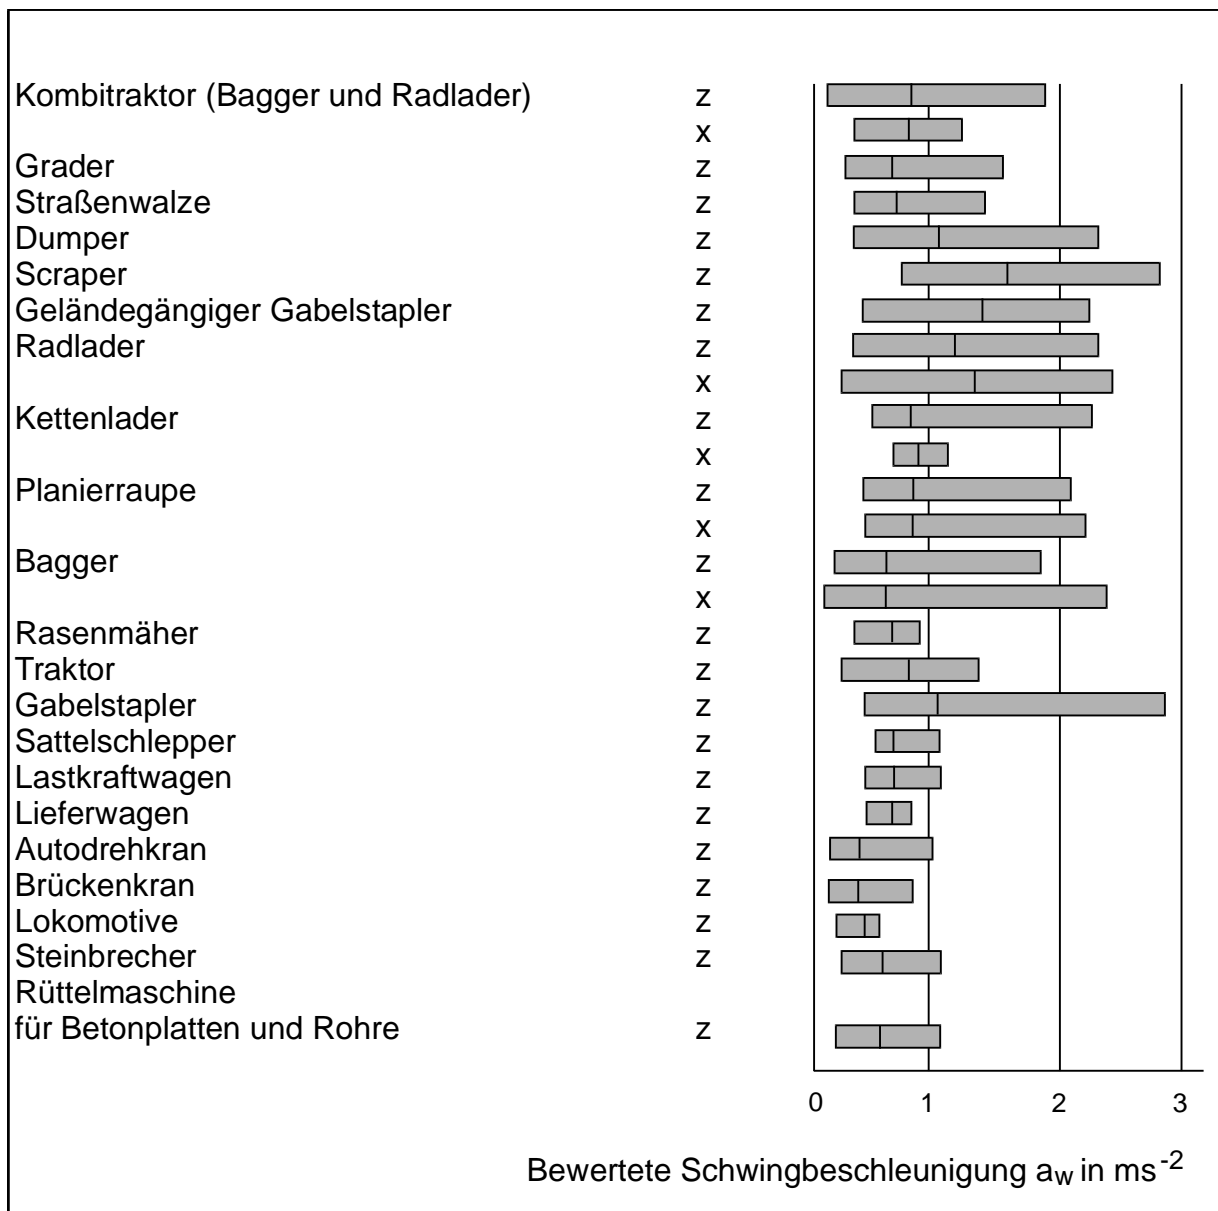 Kombitraktor (Bagger und Radlader) z
x
Grader z
Straßenwalze z
Dumper z
Scraper z
Geländegängiger Gabelstapler z
Radlader z
x
Kettenlader z
x
Planierraupe z
x
Bagger z
x
Rasenmäher z
Traktor z
Gabelstapler z
Sattelschlepper z
Lastkraftwagen z
Lieferwagen z
Autodrehkran z
Brückenkran z
Lokomotive z
Steinbrecher z
Rüttelmaschine
für Betonplatten und Rohre z
0 1 2 3
Bewertete Schwingbeschleunigung aw in ms-2